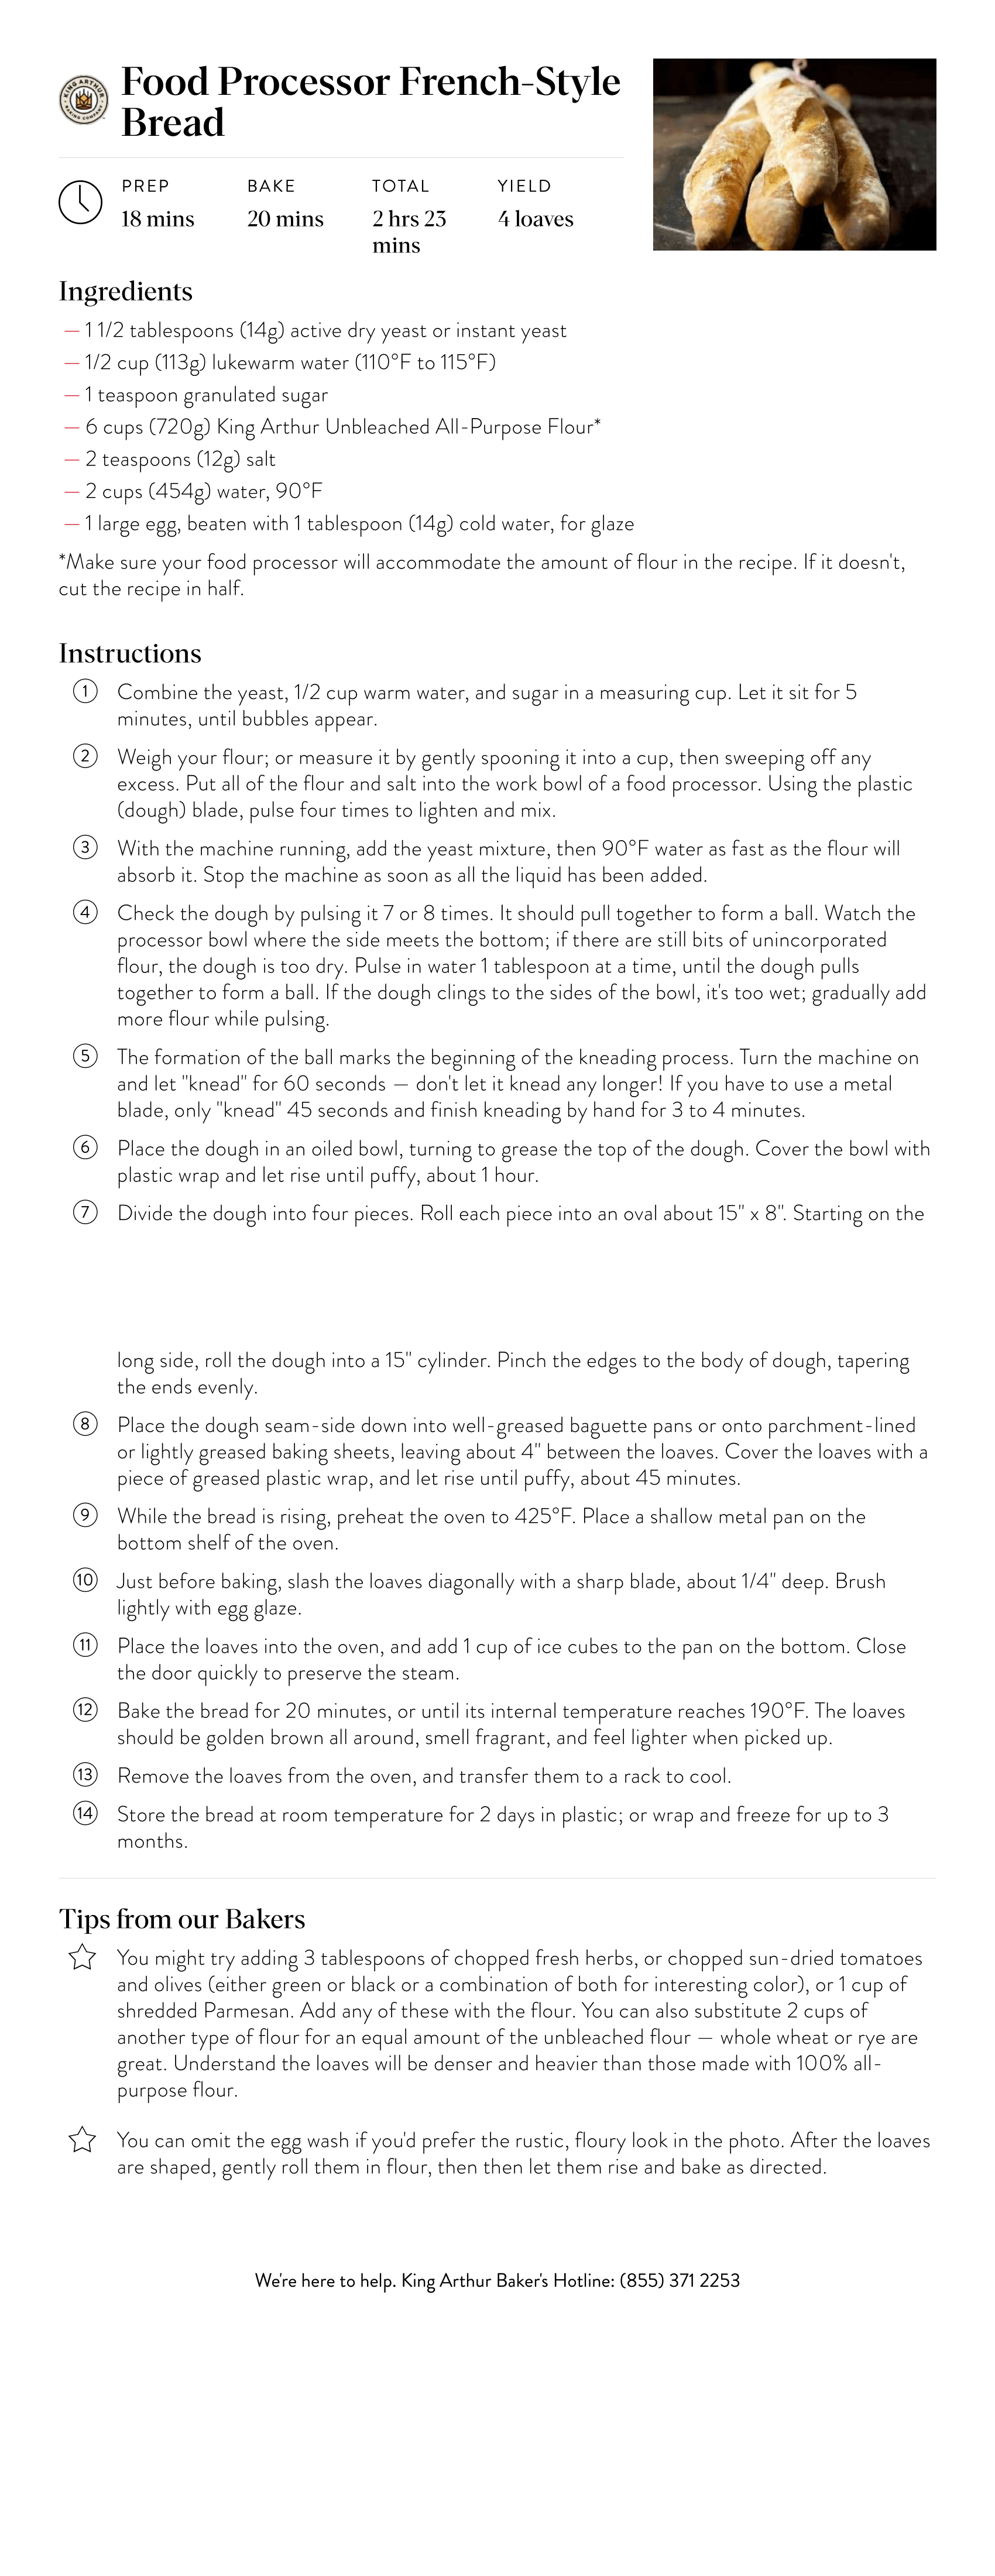 KING ARTHUR
BAKING COMPANY
Food Processor French-Style
Bread
PREP BAKE TOTAL YIELD
18 mins 20 mins 2 hrs 23 4 loaves
mins
Ingredients
— 1 1/2 tablespoons (14g) active dry yeast or instant yeast
— 1/2 cup (113g) lukewarm water (110°F to 115°F)
— 1 teaspoon granulated sugar
— 6 cups (720g) King Arthur Unbleached All-Purpose Flour*
— 2 teaspoons (12g) salt
— 2 cups (454g) water, 90°F
— 1 large egg, beaten with 1 tablespoon (14g) cold water, for glaze
*Make sure your food processor will accommodate the amount of flour in the recipe. If it doesn't,
cut the recipe in half.
Instructions
1 Combine the yeast, 1/2 cup warm water, and sugar in a measuring cup. Let it sit for 5
minutes, until bubbles appear.
2 Weigh your flour; or measure it by gently spooning it into a cup, then sweeping off any
excess. Put all of the flour and salt into the work bowl of a food processor. Using the plastic
(dough) blade, pulse four times to lighten and mix.
3 With the machine running, add the yeast mixture, then 90°F water as fast as the flour will
absorb it. Stop the machine as soon as all the liquid has been added.
4 Check the dough by pulsing it 7 or 8 times. It should pull together to form a ball. Watch the
processor bowl where the side meets the bottom; if there are still bits of unincorporated
flour, the dough is too dry. Pulse in water 1 tablespoon at a time, until the dough pulls
together to form a ball. If the dough clings to the sides of the bowl, it's too wet; gradually add
more flour while pulsing.
5 The formation of the ball marks the beginning of the kneading process. Turn the machine on
and let "knead" for 60 seconds — don't let it knead any longer! If you have to use a metal
blade, only "knead" 45 seconds and finish kneading by hand for 3 to 4 minutes.
6 Place the dough in an oiled bowl, turning to grease the top of the dough. Cover the bowl with
plastic wrap and let rise until puffy, about 1 hour.
7 Divide the dough into four pieces. Roll each piece into an oval about 15" x 8". Starting on the
long side, roll the dough into a 15" cylinder. Pinch the edges to the body of dough, tapering
the ends evenly.
8 Place the dough seam-side down into well-greased baguette pans or onto parchment-lined
or lightly greased baking sheets, leaving about 4" between the loaves. Cover the loaves with a
piece of greased plastic wrap, and let rise until puffy, about 45 minutes.
9 While the bread is rising, preheat the oven to 425°F. Place a shallow metal pan on the
bottom shelf of the oven.
10 Just before baking, slash the loaves diagonally with a sharp blade, about 1/4" deep. Brush
lightly with egg glaze.
11 Place the loaves into the oven, and add 1 cup of ice cubes to the pan on the bottom. Close
the door quickly to preserve the steam.
12 Bake the bread for 20 minutes, or until its internal temperature reaches 190°F. The loaves
should be golden brown all around, smell fragrant, and feel lighter when picked up.
13 Remove the loaves from the oven, and transfer them to a rack to cool.
14 Store the bread at room temperature for 2 days in plastic; or wrap and freeze for up to 3
months.
Tips from our Bakers
You might try adding 3 tablespoons of chopped fresh herbs, or chopped sun-dried tomatoes
and olives (either green or black or a combination of both for interesting color), or 1 cup of
shredded Parmesan. Add any of these with the flour. You can also substitute 2 cups of
another type of flour for an equal amount of the unbleached flour — whole wheat or rye are
great. Understand the loaves will be denser and heavier than those made with 100% all-
purpose flour.
You can omit the egg wash if you'd prefer the rustic, floury look in the photo. After the loaves
are shaped, gently roll them in flour, then then let them rise and bake as directed.
We're here to help. King Arthur Baker's Hotline: (855) 371 2253